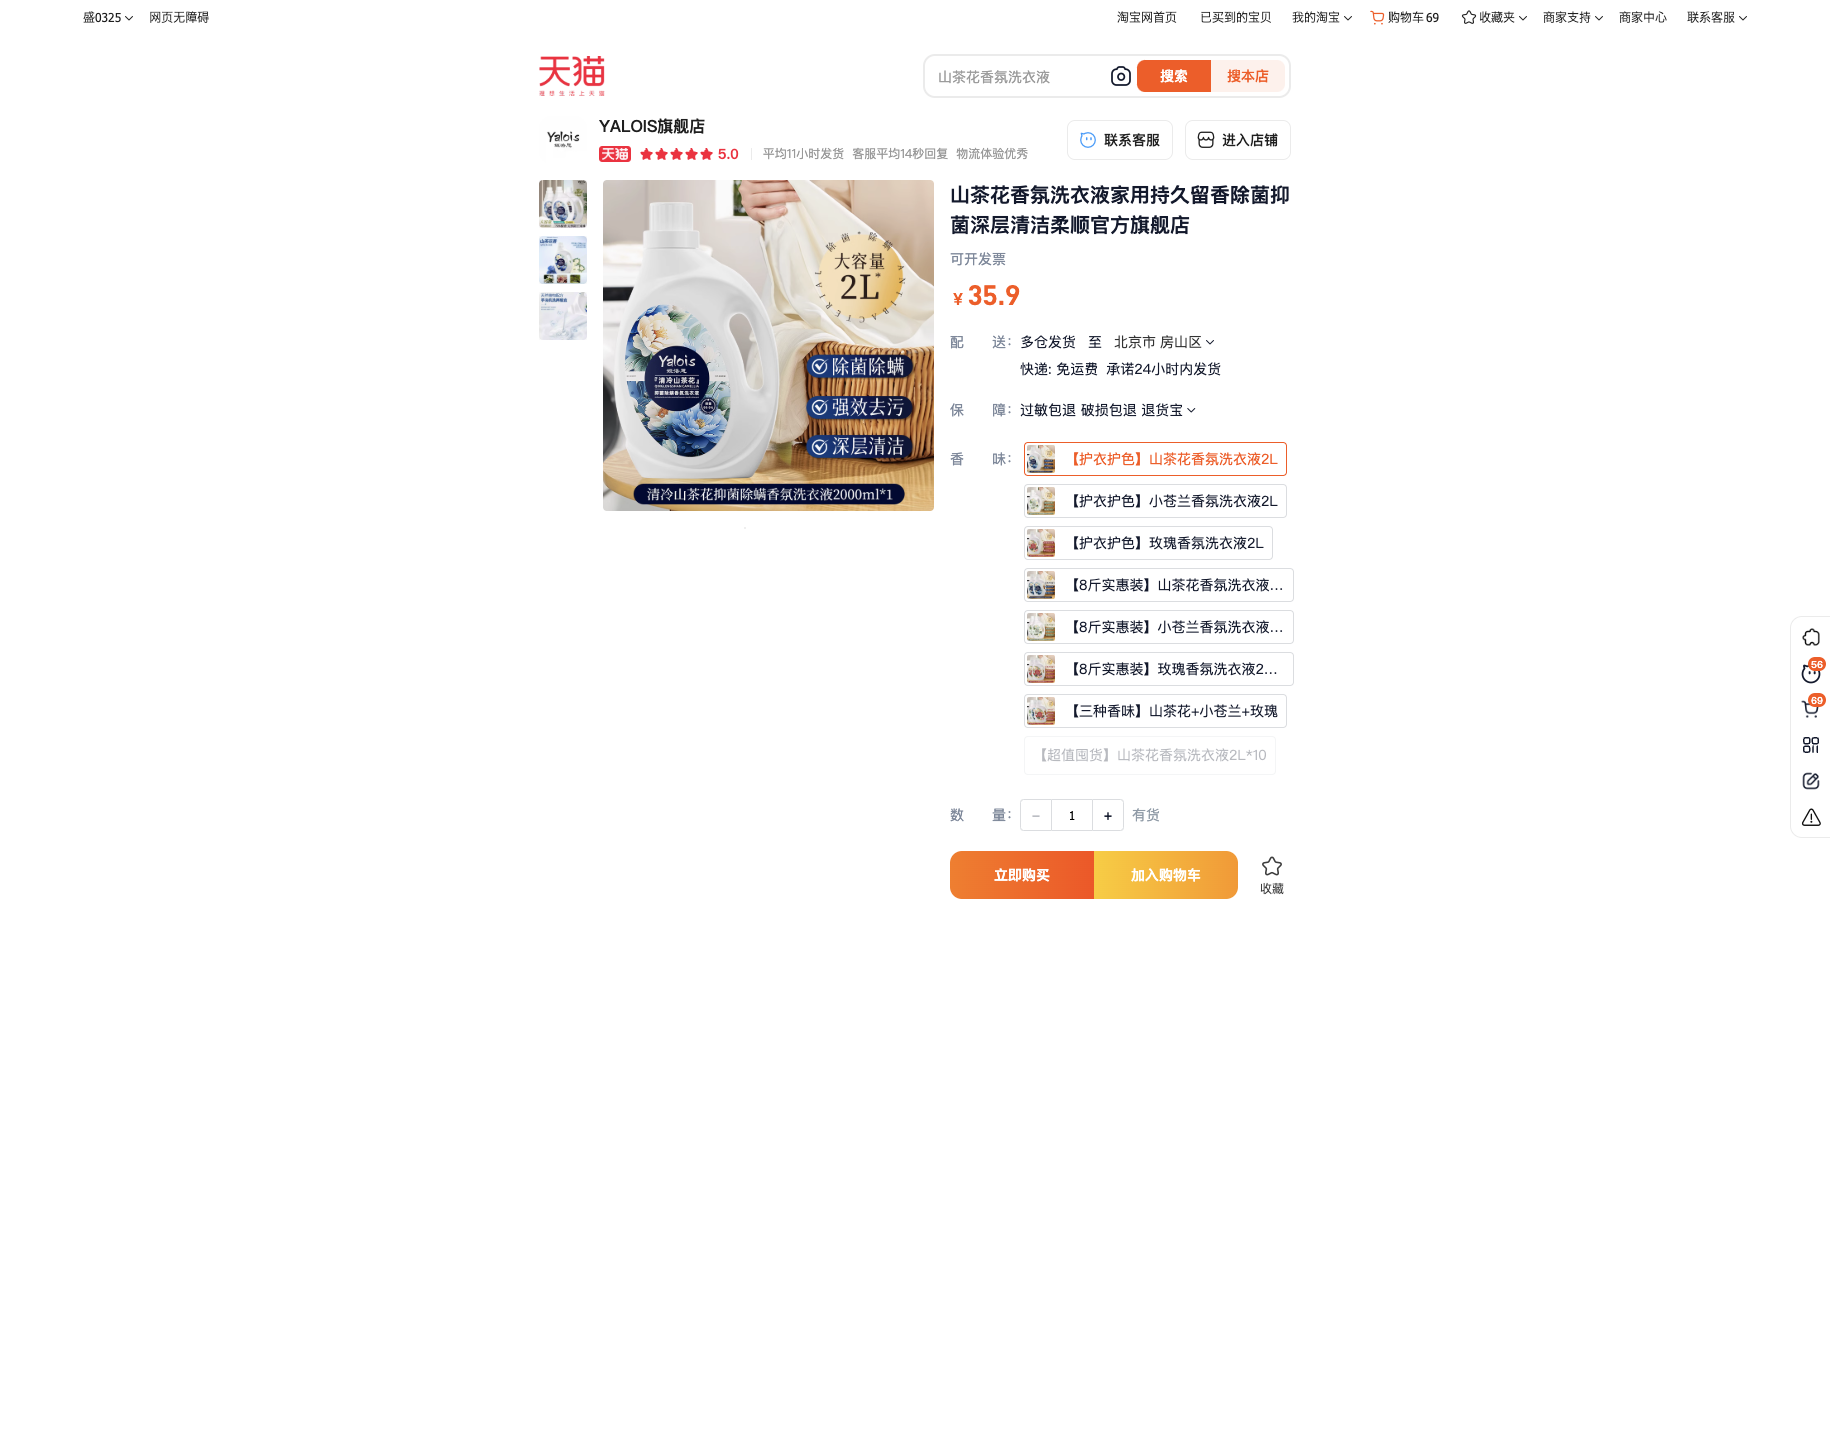 盛0325
网页无障碍
淘宝网首页
已买到的宝贝
我的淘宝
购物车 69
收藏夹
商家支持
商家中心
联系客服
天猫
理想生活上天猫
山茶花香氛洗衣液
搜索
搜本店
Yalois
YALOIS旗舰店
天猫 5.0
平均11小时发货 客服平均14秒回复 物流体验优秀
联系客服
进入店铺
除菌·除螨
大容量
2L*
ANTIBACTERIAL
Yalois
『清冷山茶花』
除菌除螨
强效去污
深层清洁
清冷山茶花抑菌除螨香氛洗衣液2000ml*1
山茶花香氛洗衣液家用持久留香除菌抑
菌深层清洁柔顺官方旗舰店
可开发票
¥ 35.9
配 送: 多仓发货 至 北京市 房山区
快递: 免运费 承诺24小时内发货
保 障: 过敏包退 破损包退 退货宝
香 味: 【护衣护色】山茶花香氛洗衣液2L
【护衣护色】小苍兰香氛洗衣液2L
【护衣护色】玫瑰香氛洗衣液2L
【8斤实惠装】山茶花香氛洗衣液...
【8斤实惠装】小苍兰香氛洗衣液...
【8斤实惠装】玫瑰香氛洗衣液2...
【三种香味】山茶花+小苍兰+玫瑰
【超值囤货】山茶花香氛洗衣液2L*10
数 量: − 1 + 有货
立即购买
加入购物车
收藏
56
69